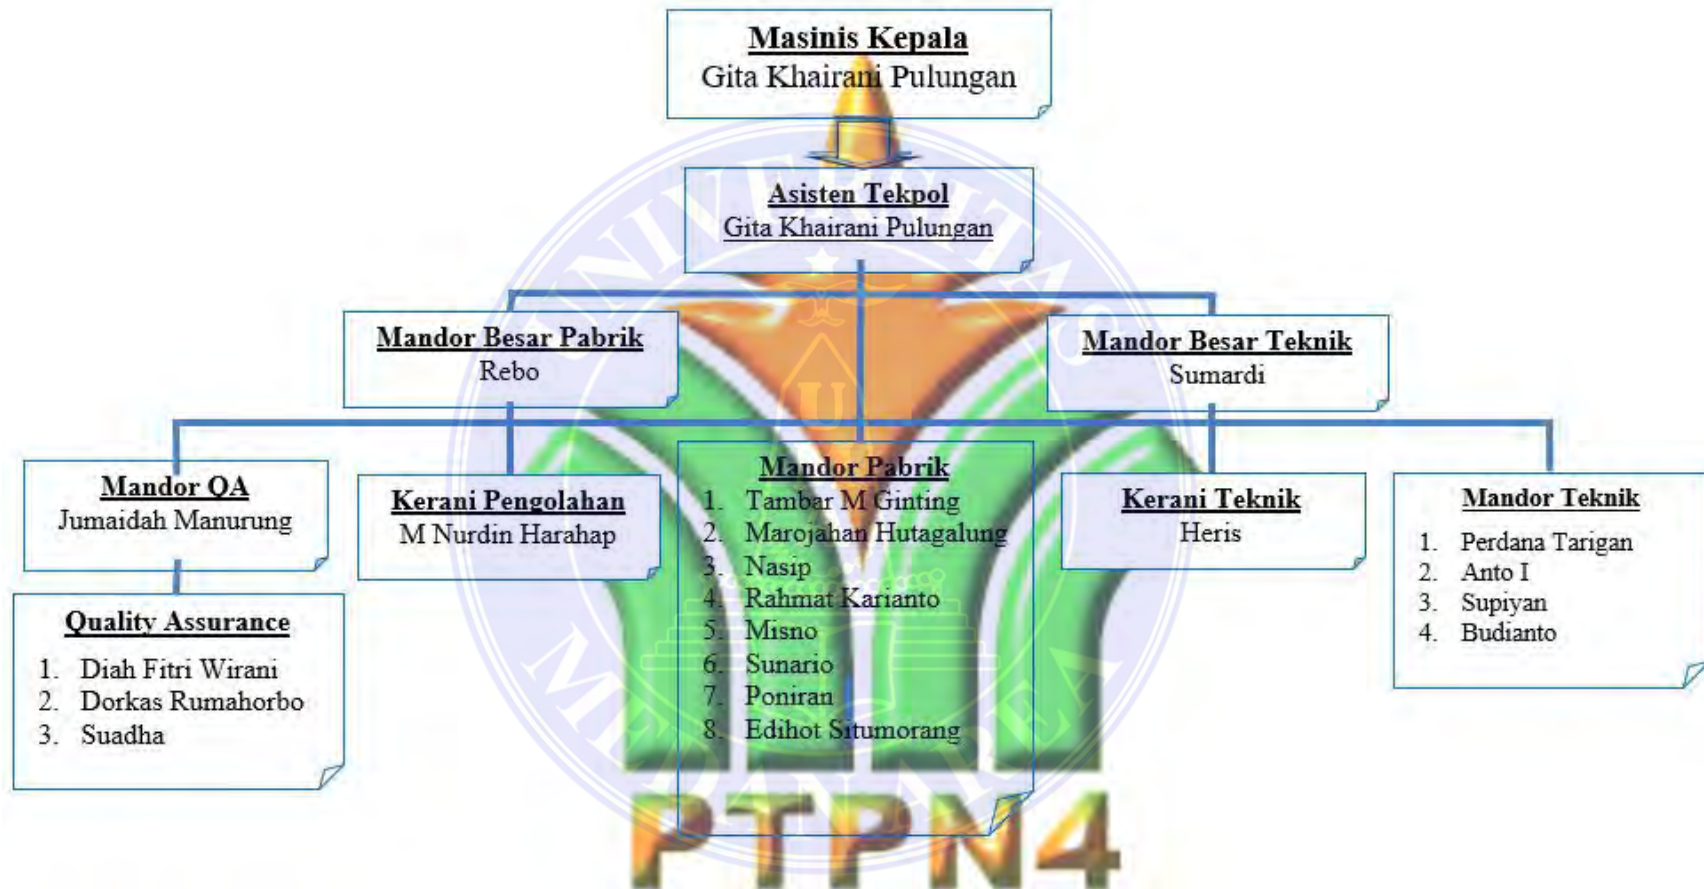 Masinis Kepala
Gita Khairani Pulungan
Asisten Tekpol
Gita Khairani Pulungan
Mandor Besar Pabrik
Rebo
Mandor Besar Teknik
Sumardi
Mandor QA
Jumaidah Manurung
Kerani Pengolahan
M Nurdin Harahap
Mandor Pabrik
1. Tambar M Ginting
2. Marojahan Hutagalung
3. Nasip
4. Rahmat Karianto
5. Misno
6. Sunario
7. Poniran
8. Edihot Situmorang
Kerani Teknik
Heris
Mandor Teknik
1. Perdana Tarigan
2. Anto I
3. Supiyan
4. Budianto
Quality Assurance
1. Diah Fitri Wirani
2. Dorkas Rumahorbo
3. Suadha
UNIVERSITAS
MEDAN AREA
U
PTPN4